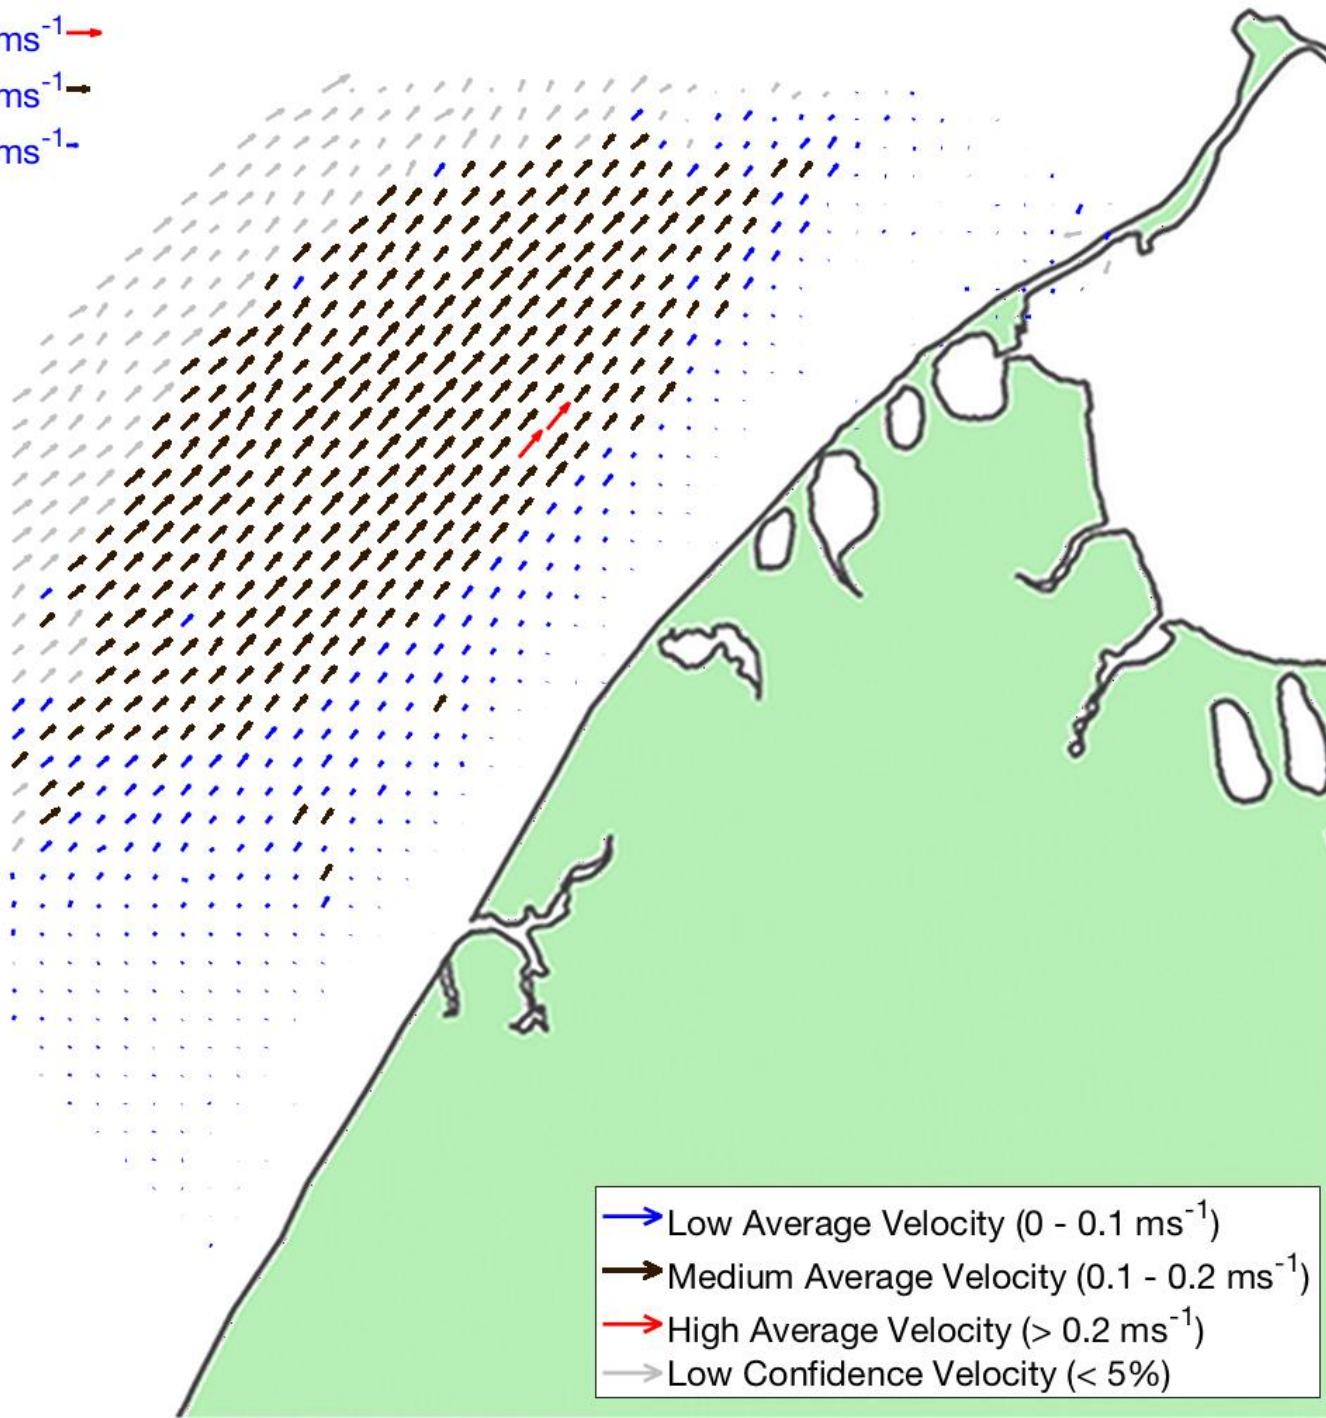 ms⁻¹
ms⁻¹
ms⁻¹
Low Average Velocity (0 - 0.1 ms⁻¹)
Medium Average Velocity (0.1 - 0.2 ms⁻¹)
High Average Velocity (> 0.2 ms⁻¹)
Low Confidence Velocity (< 5%)